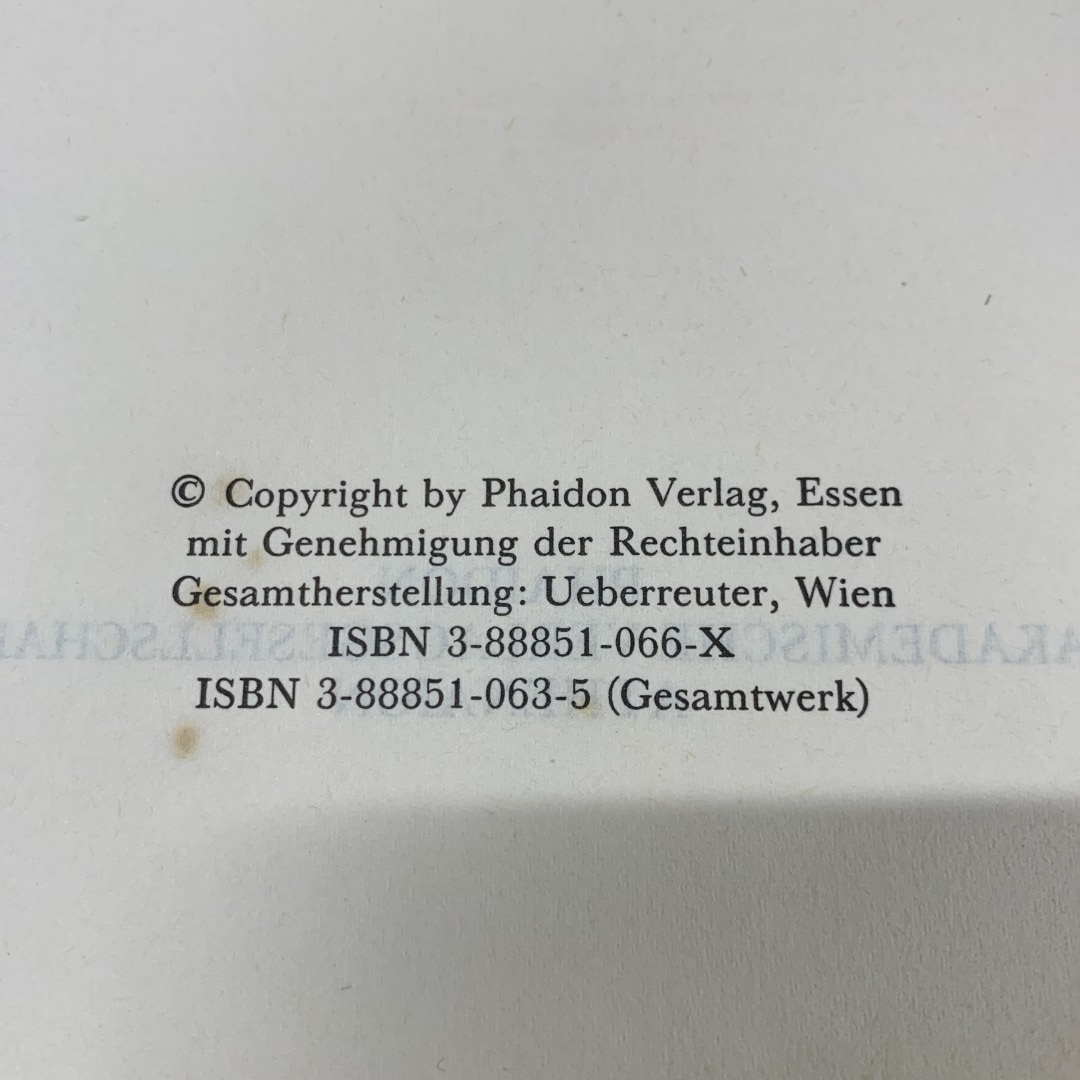 © Copyright by Phaidon Verlag, Essen
mit Genehmigung der Rechteinhaber
Gesamtherstellung: Ueberreuter, Wien
ISBN 3-88851-066-X
ISBN 3-88851-063-5 (Gesamtwerk)